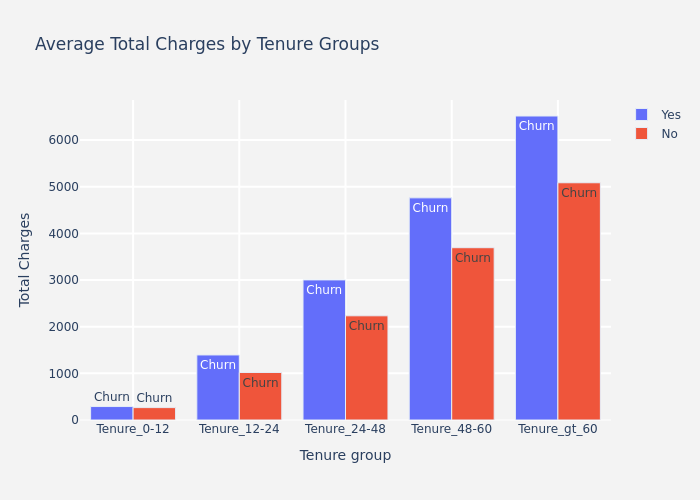 Average Total Charges by Tenure Groups
Yes
No
Total Charges
6000
5000
4000
3000
2000
1000
0
Churn
Churn
Churn
Churn
Churn
Churn
Churn
Churn
Churn
Churn
Tenure_0-12
Tenure_12-24
Tenure_24-48
Tenure_48-60
Tenure_gt_60
Tenure group